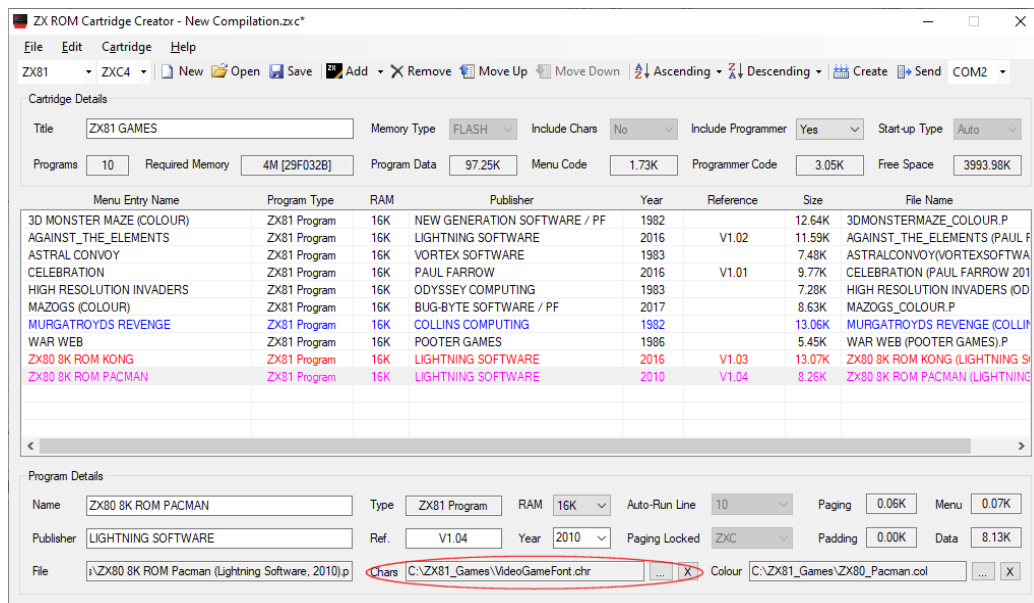 ZX ROM Cartridge Creator - New Compilation.zxc*
File Edit Cartridge Help
ZX81 ZXC4 New Open Save Add Remove Move Up Move Down Ascending Descending Create Send COM2
Cartridge Details
Title ZX81 GAMES Memory Type FLASH Include Chars No Include Programmer Yes Start-up Type Auto
Programs 10 Required Memory 4M [29F032B] Program Data 97.25K Menu Code 1.73K Programmer Code 3.05K Free Space 3993.98K
Menu Entry Name Program Type RAM Publisher Year Reference Size File Name
3D MONSTER MAZE (COLOUR) ZX81 Program 16K NEW GENERATION SOFTWARE / PF 1982 12.64K 3DMONSTERMAZE_COLOUR.P
AGAINST_THE_ELEMENTS ZX81 Program 16K LIGHTNING SOFTWARE 2016 V1.02 11.59K AGAINST_THE_ELEMENTS (PAUL F
ASTRAL CONVOY ZX81 Program 16K VORTEX SOFTWARE 1983 7.48K ASTRALCONVOY(VORTEXSOFTWA
CELEBRATION ZX81 Program 16K PAUL FARROW 2016 V1.01 9.77K CELEBRATION (PAUL FARROW 201
HIGH RESOLUTION INVADERS ZX81 Program 16K ODYSSEY COMPUTING 1983 7.28K HIGH RESOLUTION INVADERS (OD
MAZOGS (COLOUR) ZX81 Program 16K BUG-BYTE SOFTWARE / PF 2017 8.63K MAZOGS_COLOUR.P
MURGATROYDS REVENGE ZX81 Program 16K COLLINS COMPUTING 1982 13.06K MURGATROYDS REVENGE (COLLIN
WAR WEB ZX81 Program 16K POOTER GAMES 1986 5.45K WAR WEB (POOTER GAMES).P
ZX80 8K ROM KONG ZX81 Program 16K LIGHTNING SOFTWARE 2016 V1.03 13.07K ZX80 8K ROM KONG (LIGHTNING S
ZX80 8K ROM PACMAN ZX81 Program 16K LIGHTNING SOFTWARE 2010 V1.04 8.26K ZX80 8K ROM PACMAN (LIGHTNING
Program Details
Name ZX80 8K ROM PACMAN Type ZX81 Program RAM 16K Auto-Run Line 10 Paging 0.06K Menu 0.07K
Publisher LIGHTNING SOFTWARE Ref. V1.04 Year 2010 Paging Locked ZXC Padding 0.00K Data 8.13K
File s\ZX80 8K ROM Pacman (Lightning Software, 2010).p Chars C:\ZX81_Games\VideoGameFont.chr ... X Colour C:\ZX81_Games\ZX80_Pacman.col ... X